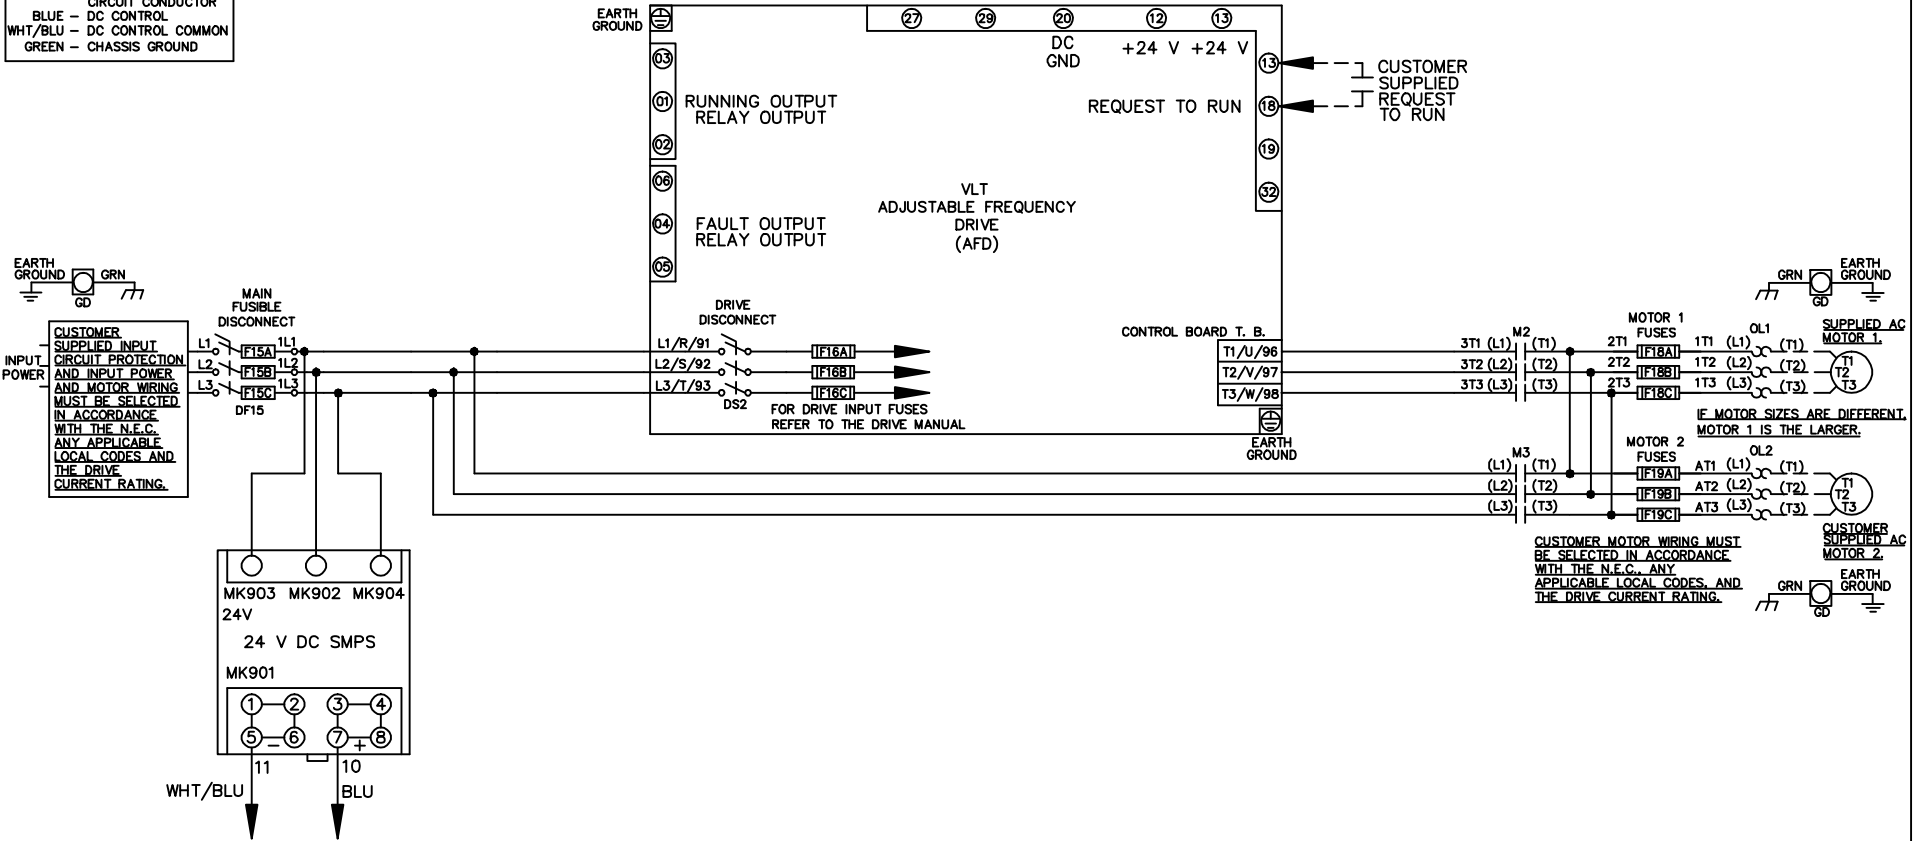 CIRCUIT CONDUCTOR
BLUE – DC CONTROL
WHT/BLU – DC CONTROL COMMON
GREEN – CHASSIS GROUND
EARTH
GROUND
27 29 20 12 13
DC
GND
+24 V +24 V
03
01
02
RUNNING OUTPUT
RELAY OUTPUT
06
04
05
FAULT OUTPUT
RELAY OUTPUT
13
18
19
32
REQUEST TO RUN
CUSTOMER
SUPPLIED
REQUEST
TO RUN
VLT
ADJUSTABLE FREQUENCY
DRIVE
(AFD)
EARTH
GROUND
GRN
GD
INPUT
POWER
CUSTOMER
SUPPLIED INPUT
CIRCUIT PROTECTION
AND INPUT POWER
AND MOTOR WIRING
MUST BE SELECTED
IN ACCORDANCE
WITH THE N.E.C.
ANY APPLICABLE
LOCAL CODES AND
THE DRIVE
CURRENT RATING.
MAIN
FUSIBLE
DISCONNECT
L1 F15A 1L1
L2 F15B 1L2
L3 F15C 1L3
DF15
DRIVE
DISCONNECT
L1/R/91 F16A
L2/S/92 F16B
L3/T/93 F16C
DS2
FOR DRIVE INPUT FUSES
REFER TO THE DRIVE MANUAL
CONTROL BOARD T. B.
T1/U/96
T2/V/97
T3/W/98
EARTH
GROUND
M2
3T1 (L1) (T1)
3T2 (L2) (T2)
3T3 (L3) (T3)
MOTOR 1
FUSES
2T1 F18A 1T1 (L1) (T1)
2T2 F18B 1T2 (L2) (T2)
2T3 F18C 1T3 (L3) (T3)
OL1
T1
T2
T3
GRN
EARTH
GROUND
GD
SUPPLIED AC
MOTOR 1.
IF MOTOR SIZES ARE DIFFERENT,
MOTOR 1 IS THE LARGER.
M3
(L1) (T1)
(L2) (T2)
(L3) (T3)
MOTOR 2
FUSES
F19A AT1 (L1) (T1)
F19B AT2 (L2) (T2)
F19C AT3 (L3) (T3)
OL2
T1
T2
T3
CUSTOMER
SUPPLIED AC
MOTOR 2.
CUSTOMER MOTOR WIRING MUST
BE SELECTED IN ACCORDANCE
WITH THE N.E.C., ANY
APPLICABLE LOCAL CODES, AND
THE DRIVE CURRENT RATING.
GRN
EARTH
GROUND
GD
MK903 MK902 MK904
24V
24 V DC SMPS
MK901
1 2 3 4
5 – 6 7 + 8
11 10
WHT/BLU BLU